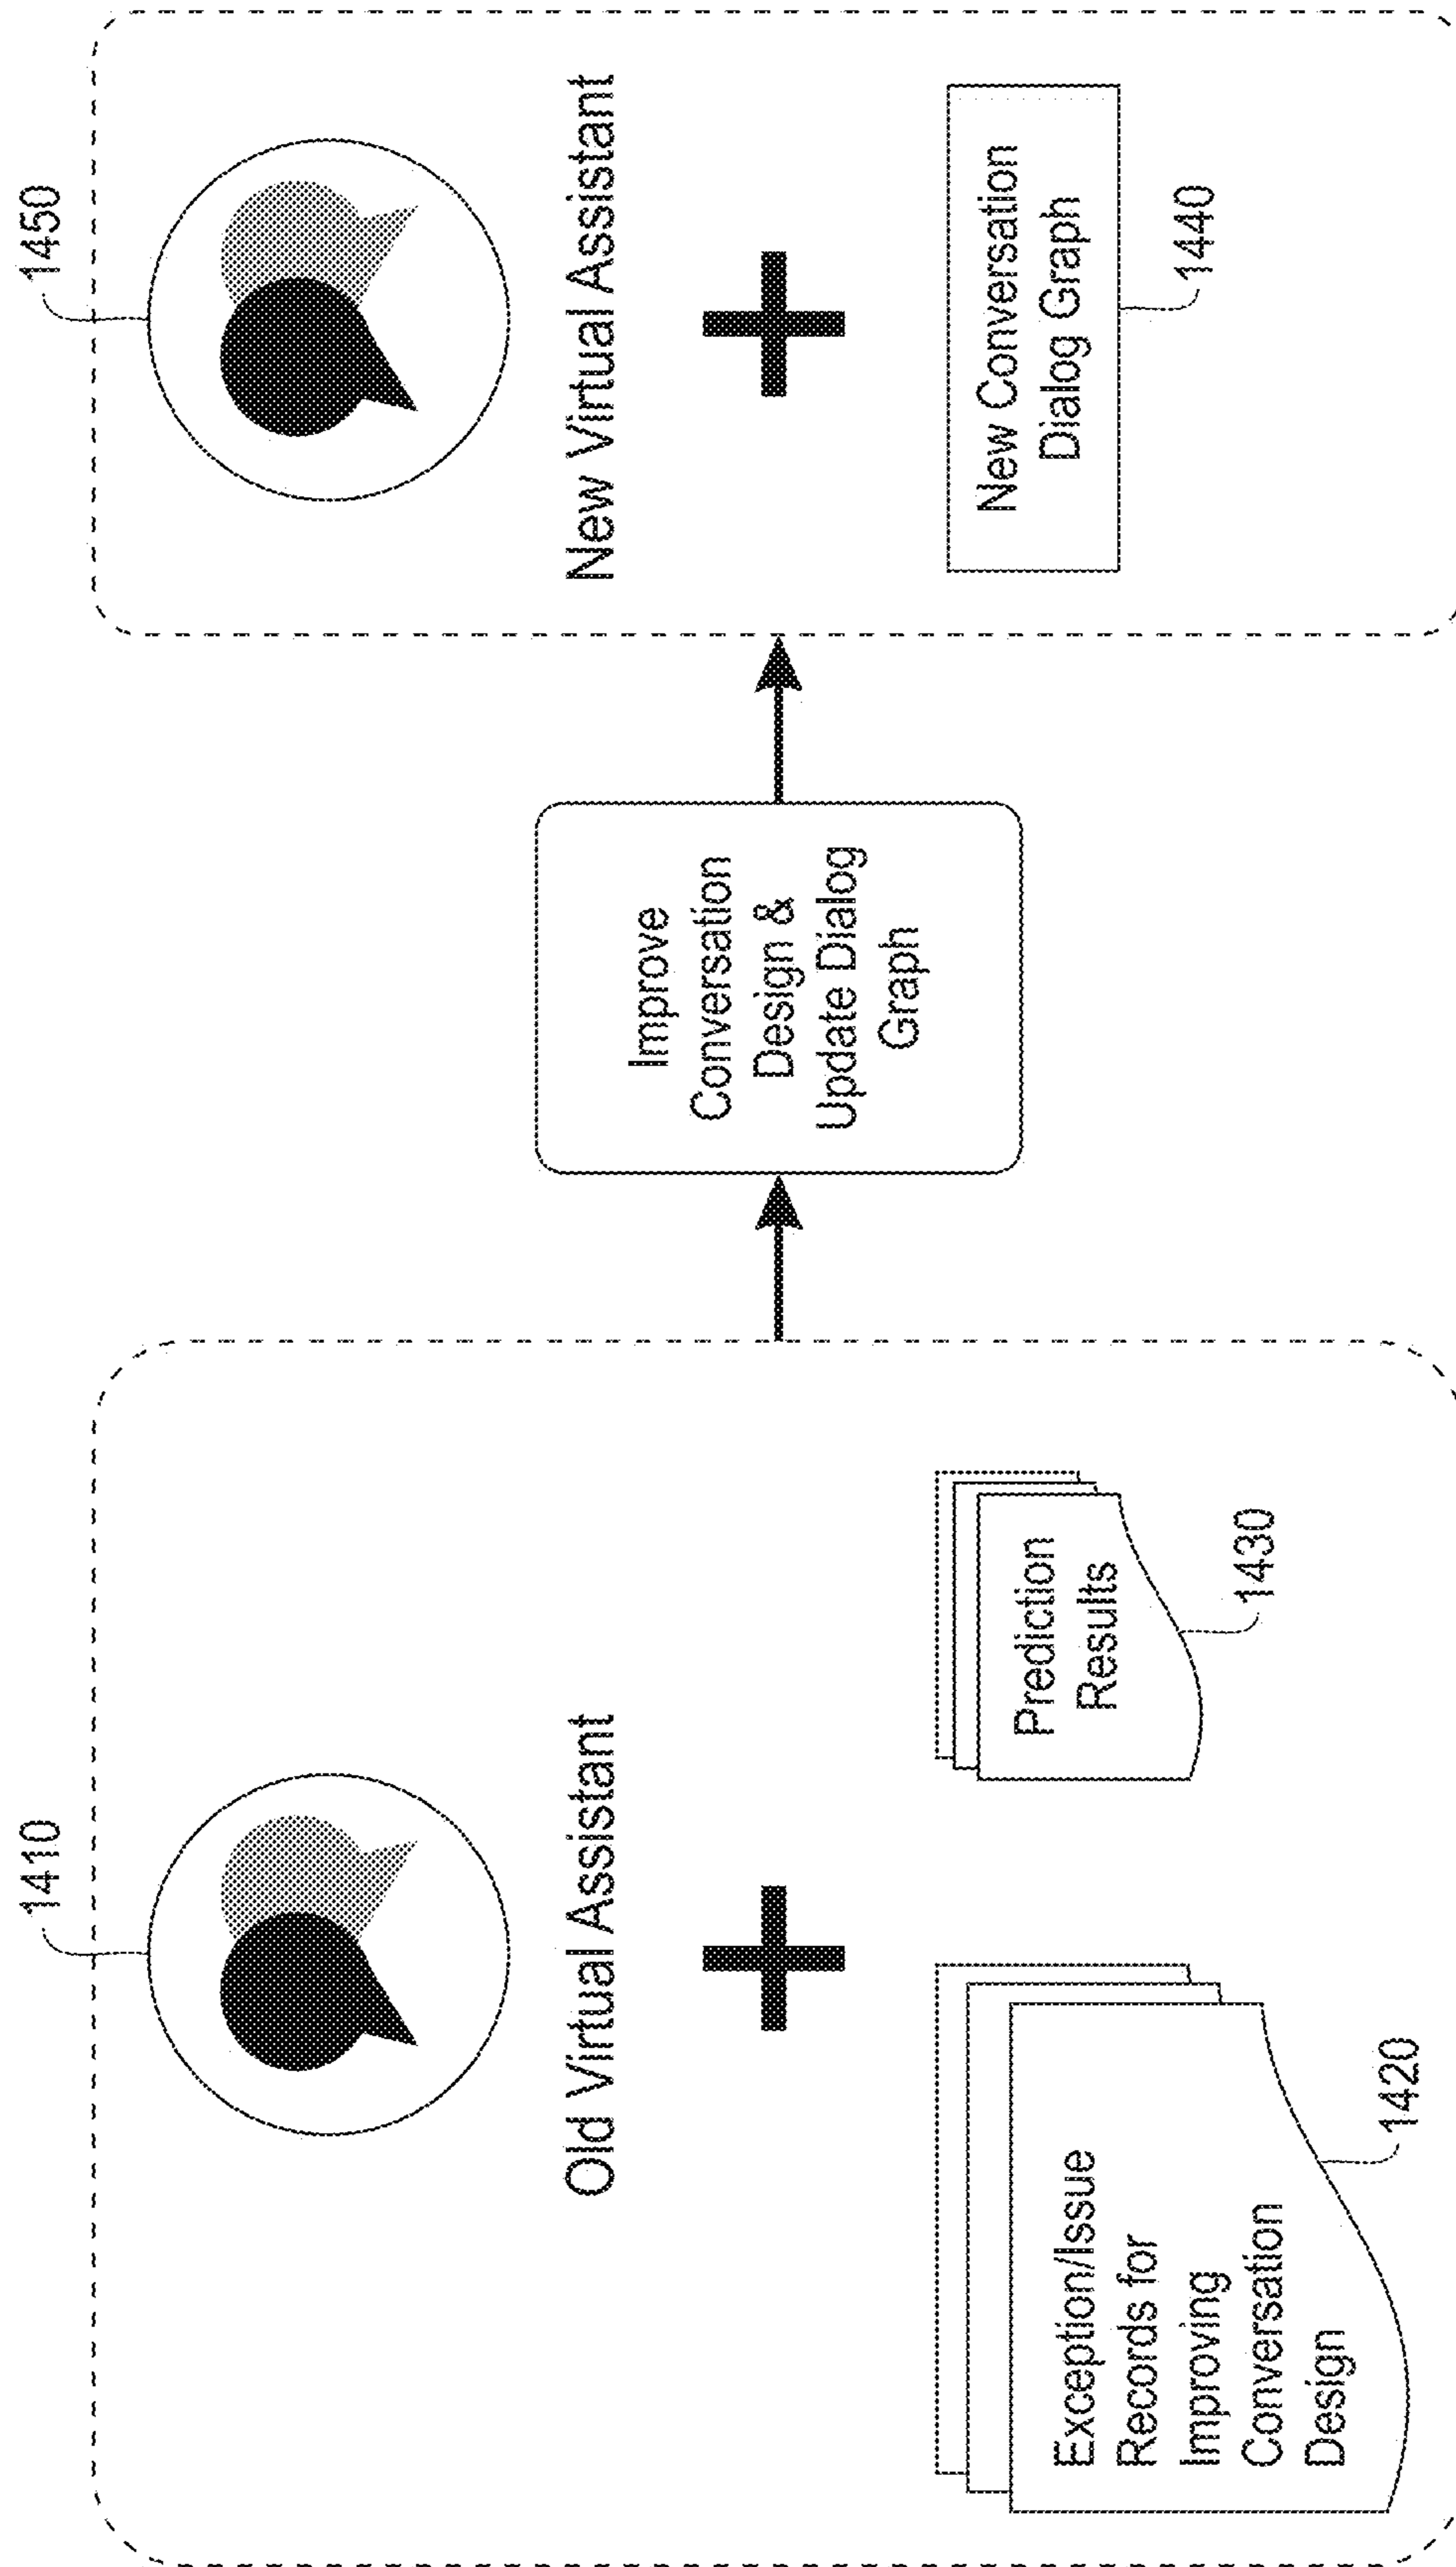 1410
Old Virtual Assistant
Exception/Issue
Records for
Improving
Conversation
Design
1420
Prediction
Results
1430
Improve
Conversation
Design &
Update Dialog
Graph
1450
New Virtual Assistant
New Conversation
Dialog Graph
1440